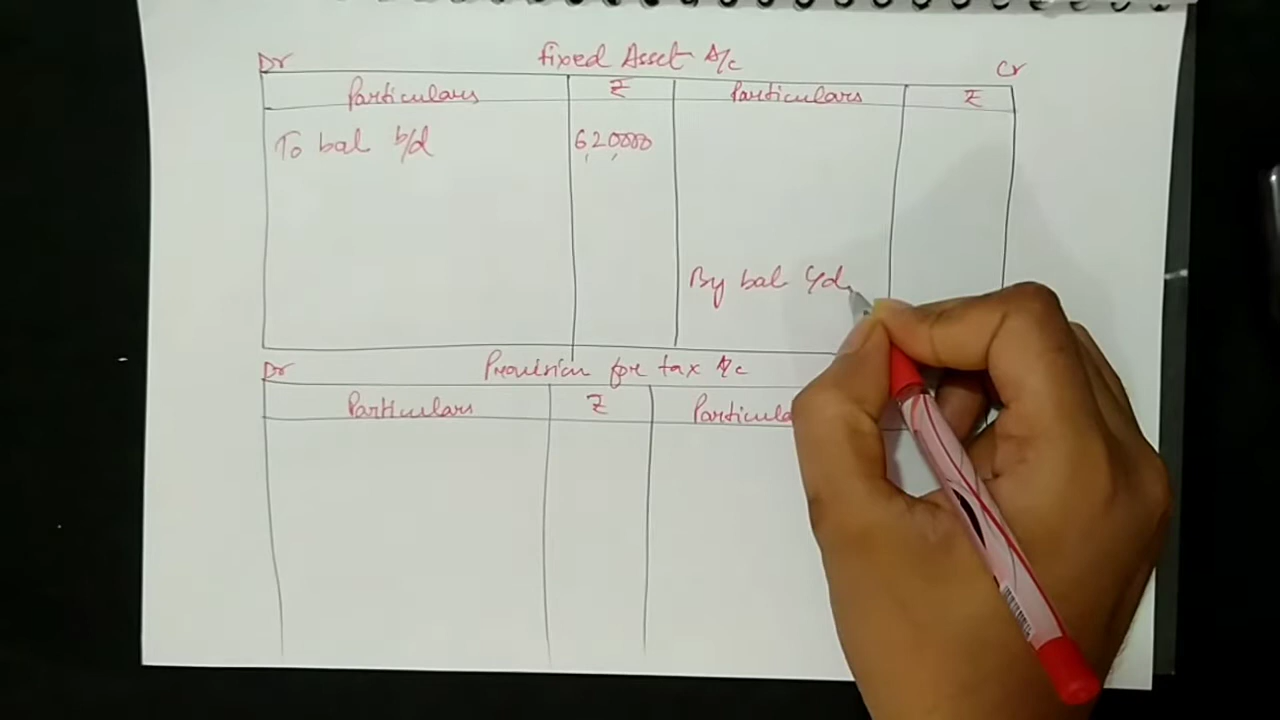 Dr Fixed Asset A/c Cr
Particulars ₹ Particulars ₹
To bal b/d 620000
By bal c/d
Dr Provision for tax A/c
Particulars ₹ Particula